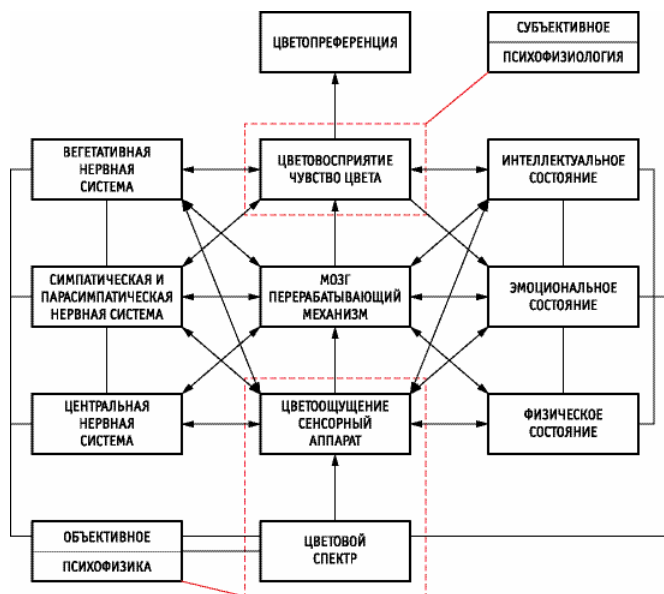 ЦВЕТОПРЕФЕРЕНЦИЯ
СУБЪЕКТИВНОЕ
ПСИХОФИЗИОЛОГИЯ
ВЕГЕТАТИВНАЯ
НЕРВНАЯ
СИСТЕМА
ЦВЕТОВОСПРИЯТИЕ
ЧУВСТВО ЦВЕТА
ИНТЕЛЛЕКТУАЛЬНОЕ
СОСТОЯНИЕ
СИМПАТИЧЕСКАЯ И
ПАРАСИМПАТИЧЕСКАЯ
НЕРВНАЯ СИСТЕМА
МОЗГ
ПЕРЕРАБАТЫВАЮЩИЙ
МЕХАНИЗМ
ЭМОЦИОНАЛЬНОЕ
СОСТОЯНИЕ
ЦЕНТРАЛЬНАЯ
НЕРВНАЯ
СИСТЕМА
ЦВЕТООЩУЩЕНИЕ
СЕНСОРНЫЙ
АППАРАТ
ФИЗИЧЕСКОЕ
СОСТОЯНИЕ
ОБЪЕКТИВНОЕ
ПСИХОФИЗИКА
ЦВЕТОВОЙ
СПЕКТР